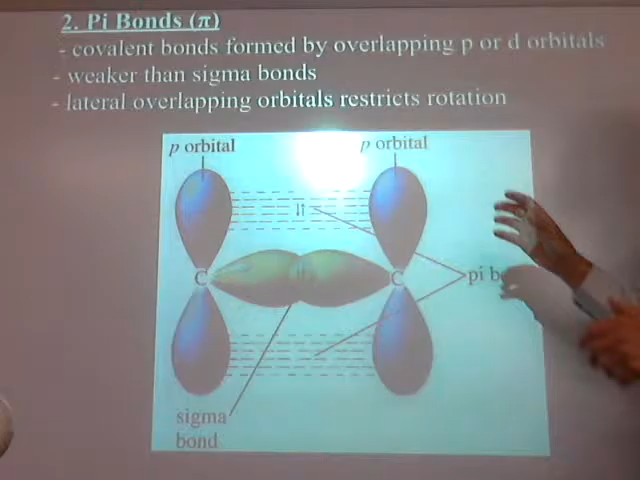 2. Pi Bonds (π)
- covalent bonds formed by overlapping p or d orbitals
- weaker than sigma bonds
- lateral overlapping orbitals restricts rotation
p orbital
p orbital
C
C
pi
sigma
bond